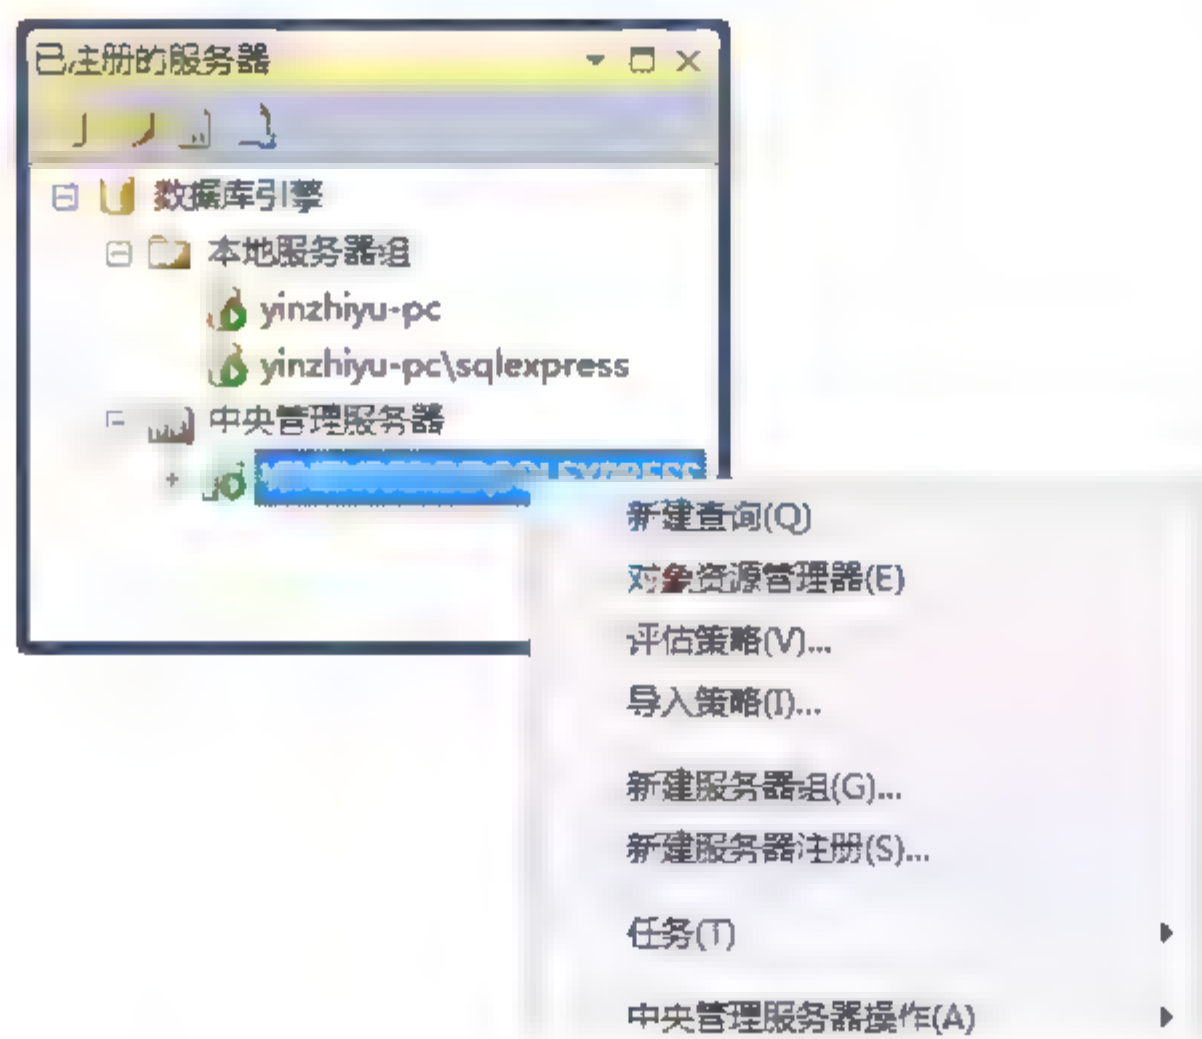 已注册的服务器
数据库引擎
本地服务器组
yinzhiyu-pc
yinzhiyu-pc\sqlexpress
中央管理服务器
新建查询(Q)
对象资源管理器(E)
评估策略(V)...
导入策略(I)...
新建服务器组(G)...
新建服务器注册(S)...
任务(T)
中央管理服务器操作(A)